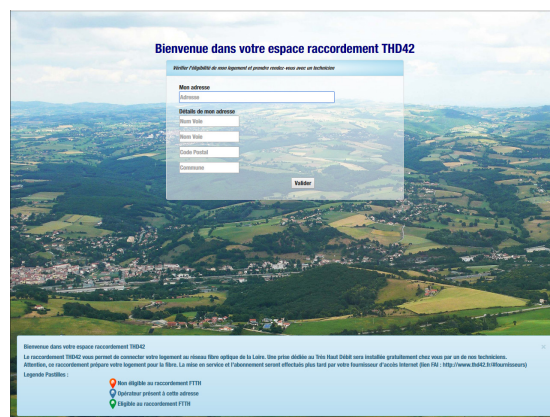 Bienvenue dans votre espace raccordement THD42
Vérifier l'éligibilité de mon logement et prendre rendez-vous avec un technicien
Mon adresse
Adresse
Détails de mon adresse
Num Voie
Nom Voie
Code Postal
Commune
Valider
Bienvenue dans votre espace raccordement THD42
Le raccordement THD42 vous permet de connecter votre logement au réseau fibre optique de la Loire. Une prise dédiée au Très Haut Débit sera installée gratuitement chez vous par un de nos techniciens.
Attention, ce raccordement prépare votre logement pour la fibre. La mise en service et l'abonnement seront effectués plus tard par votre fournisseur d'accès internet (lien FAI : http://www.thd42.fr/#fournisseurs)
Legende Pastilles :
Non éligible au raccordement FTTH
Opérateur présent à cette adresse
Eligible au raccordement FTTH